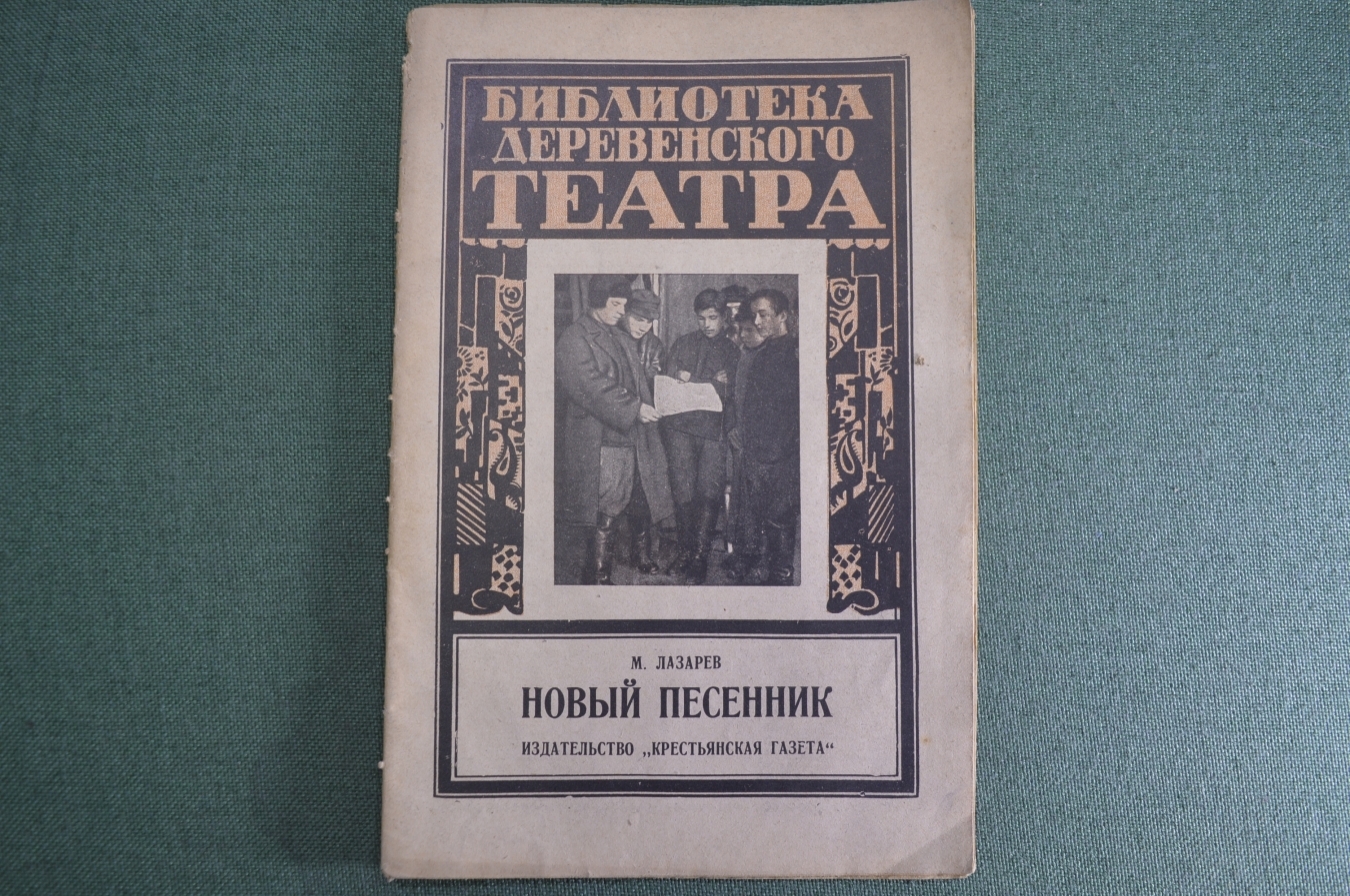 БИБЛИОТЕКА
ДЕРЕВЕНСКОГО
ТЕАТРА
М. ЛАЗАРЕВ
НОВЫЙ ПЕСЕННИК
ИЗДАТЕЛЬСТВО „КРЕСТЬЯНСКАЯ ГАЗЕТА“